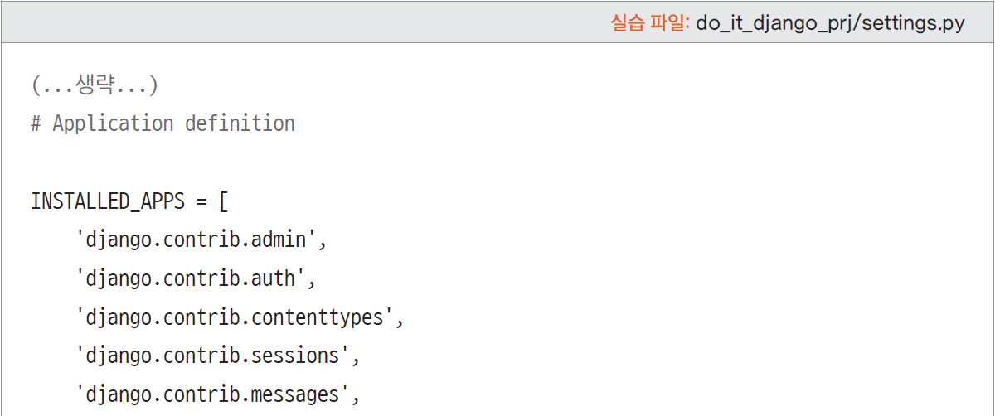 실습 파일: do_it_django_prj/settings.py
(...생략...)
# Application definition
INSTALLED_APPS = [
    'django.contrib.admin',
    'django.contrib.auth',
    'django.contrib.contenttypes',
    'django.contrib.sessions',
    'django.contrib.messages',